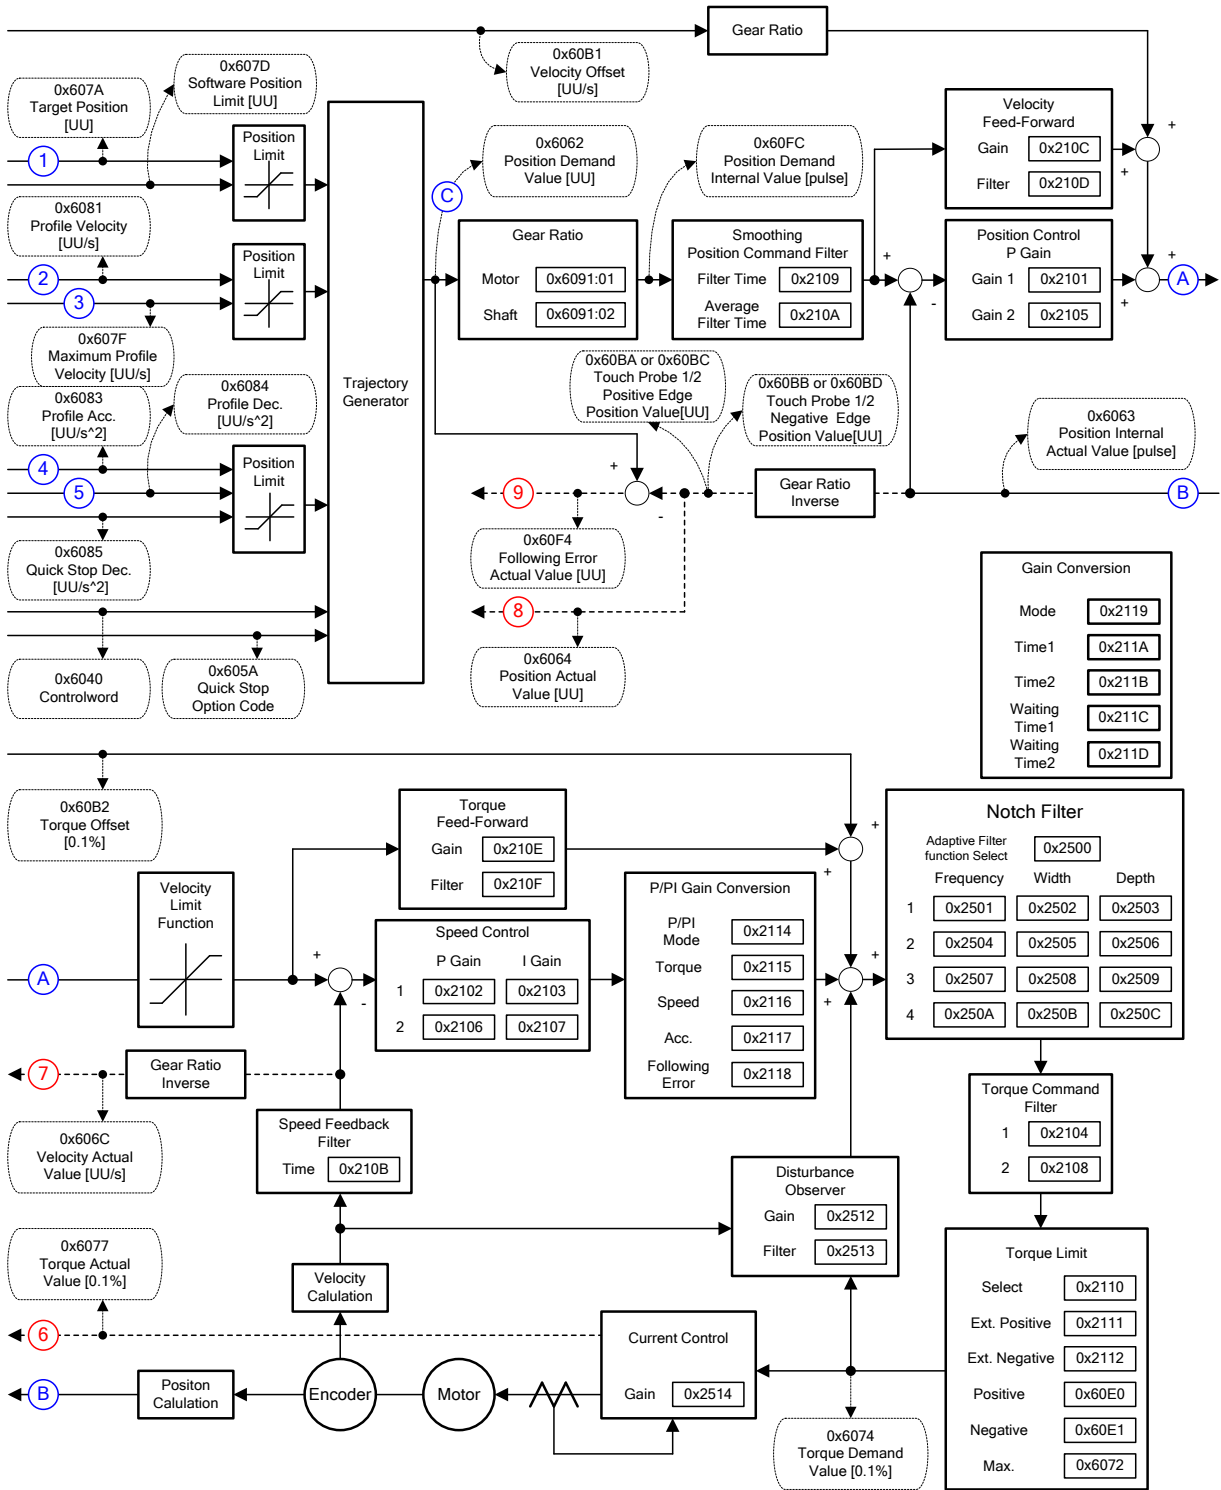 Gear Ratio
0x60B1
Velocity Offset
[UU/s]
0x607D
Software Position
Limit [UU]
0x607A
Target Position
[UU]
1
Position
Limit
0x6081
Profile Velocity
[UU/s]
2
3
Position
Limit
0x607F
Maximum Profile
Velocity [UU/s]
0x6083
Profile Acc.
[UU/s^2]
0x6084
Profile Dec.
[UU/s^2]
4
5
Position
Limit
0x6085
Quick Stop Dec.
[UU/s^2]
0x6040
Controlword
0x605A
Quick Stop
Option Code
Trajectory
Generator
C
0x6062
Position Demand
Value [UU]
0x60FC
Position Demand
Internal Value [pulse]
Gear Ratio
Motor 0x6091:01
Shaft 0x6091:02
Smoothing
Position Command Filter
Filter Time 0x2109
Average
Filter Time 0x210A
Velocity
Feed-Forward
Gain 0x210C
Filter 0x210D
+
+
+
-
Position Control
P Gain
Gain 1 0x2101
Gain 2 0x2105
+
+
A
0x60BA or 0x60BC
Touch Probe 1/2
Positive Edge
Position Value[UU]
0x60BB or 0x60BD
Touch Probe 1/2
Negative Edge
Position Value[UU]
0x6063
Position Internal
Actual Value [pulse]
+
-
9
Gear Ratio
Inverse
B
0x60F4
Following Error
Actual Value [UU]
8
0x6064
Position Actual
Value [UU]
Gain Conversion
Mode 0x2119
Time1 0x211A
Time2 0x211B
Waiting
Time1 0x211C
Waiting
Time2 0x211D
0x60B2
Torque Offset
[0.1%]
Torque
Feed-Forward
Gain 0x210E
Filter 0x210F
+
+
Velocity
Limit
Function
A
+
-
Speed Control
P Gain I Gain
1 0x2102 0x2103
2 0x2106 0x2107
P/PI Gain Conversion
P/PI
Mode 0x2114
Torque 0x2115
Speed 0x2116
Acc. 0x2117
Following
Error 0x2118
+
+
Notch Filter
Adaptive Filter
function Select 0x2500
Frequency Width Depth
1 0x2501 0x2502 0x2503
2 0x2504 0x2505 0x2506
3 0x2507 0x2508 0x2509
4 0x250A 0x250B 0x250C
7
Gear Ratio
Inverse
0x606C
Velocity Actual
Value [UU/s]
Speed Feedback
Filter
Time 0x210B
Torque Command
Filter
1 0x2104
2 0x2108
Disturbance
Observer
Gain 0x2512
Filter 0x2513
0x6077
Torque Actual
Value [0.1%]
Velocity
Calulation
6
Current Control
Gain 0x2514
Torque Limit
Select 0x2110
Ext. Positive 0x2111
Ext. Negative 0x2112
Positive 0x60E0
Negative 0x60E1
Max. 0x6072
B
Positon
Calulation
Encoder
Motor
0x6074
Torque Demand
Value [0.1%]